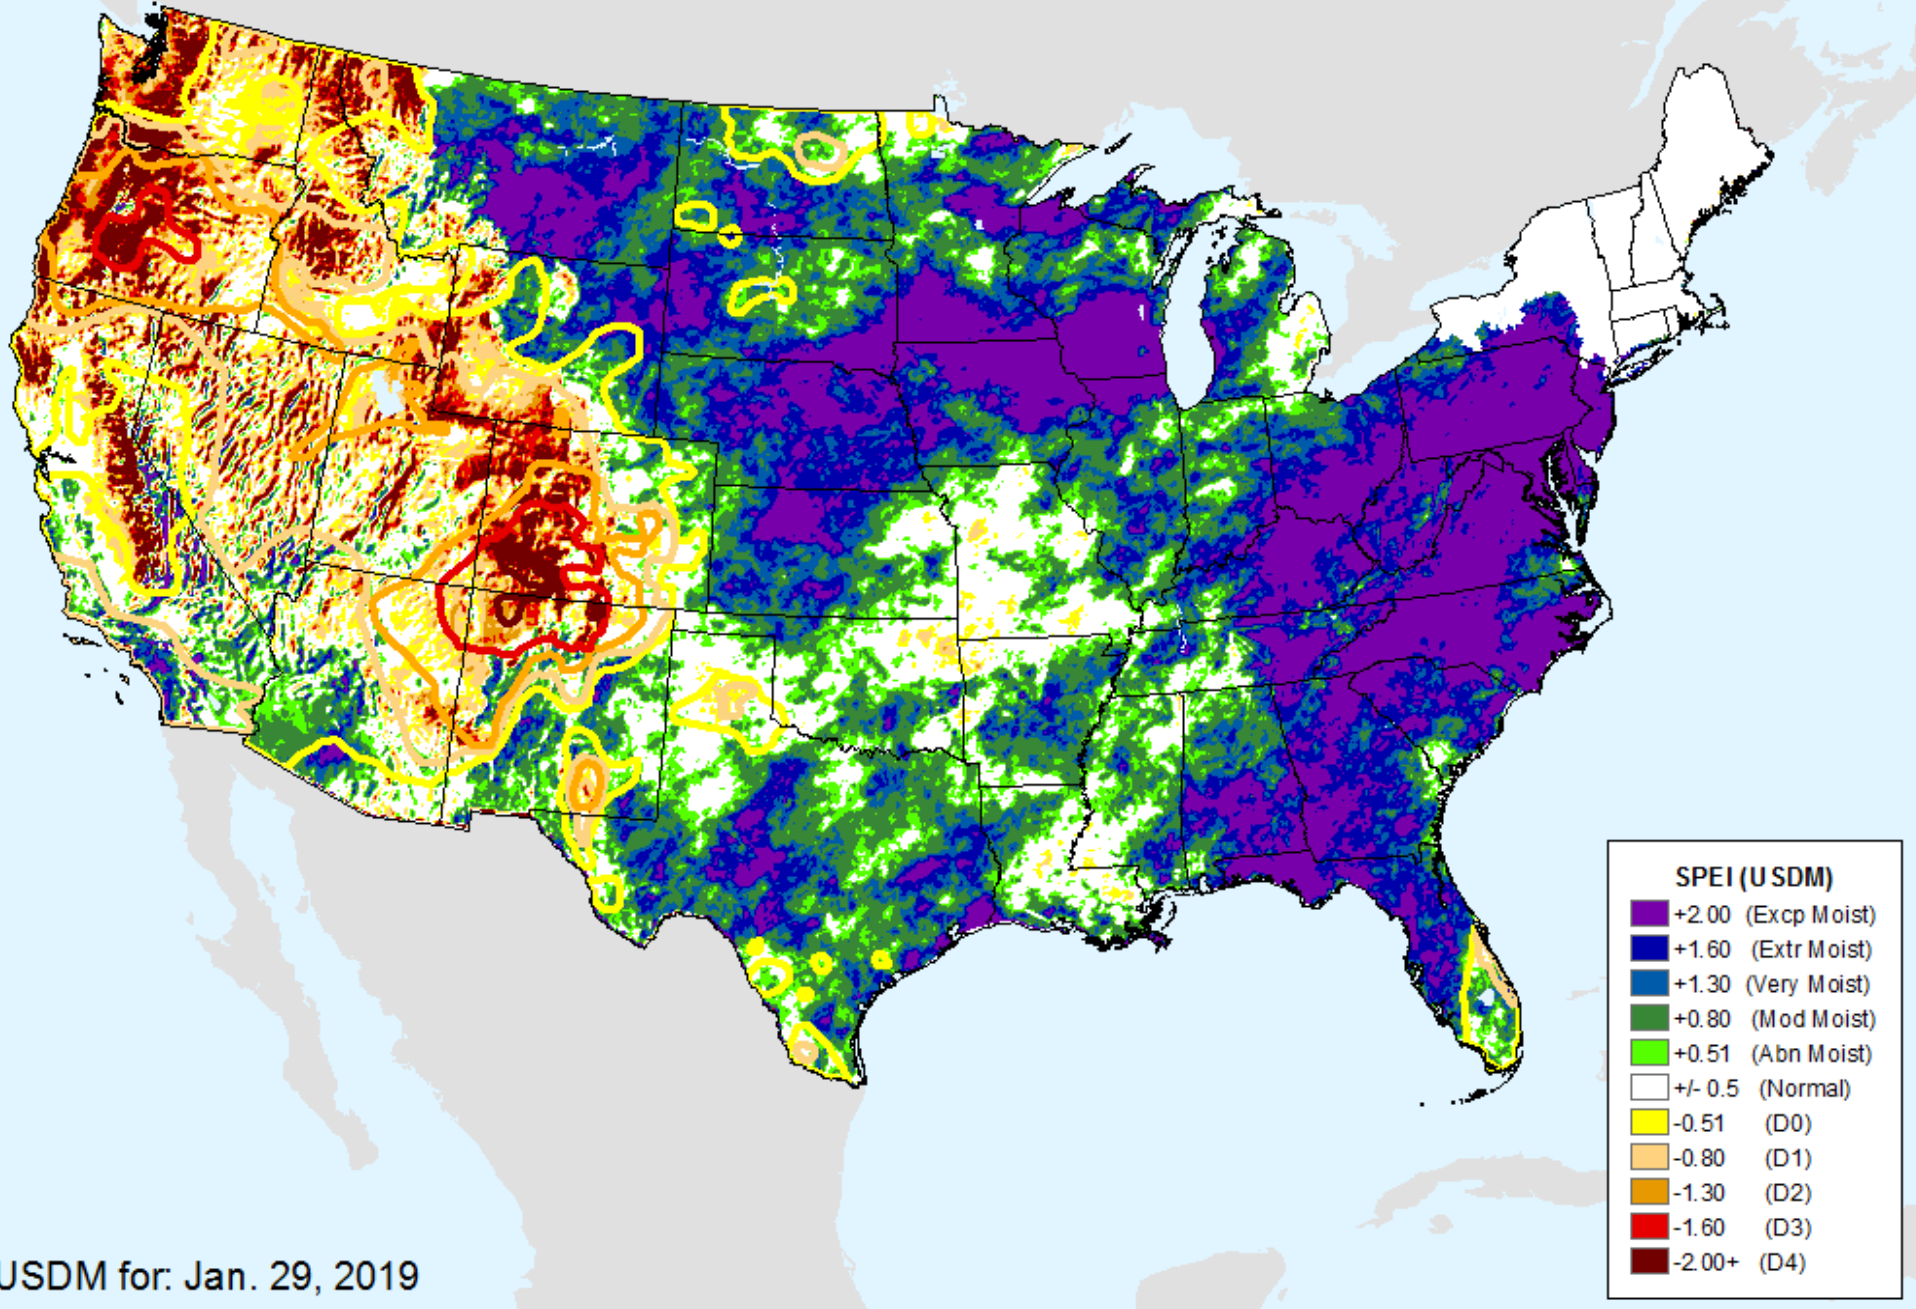 SPEI (USDM)
+2.00 (Excp Moist)
+1.60 (Extr Moist)
+1.30 (Very Moist)
+0.80 (Mod Moist)
+0.51 (Abn Moist)
+/- 0.5 (Normal)
-0.51 (D0)
-0.80 (D1)
-1.30 (D2)
-1.60 (D3)
-2.00+ (D4)
USDM for: Jan. 29, 2019